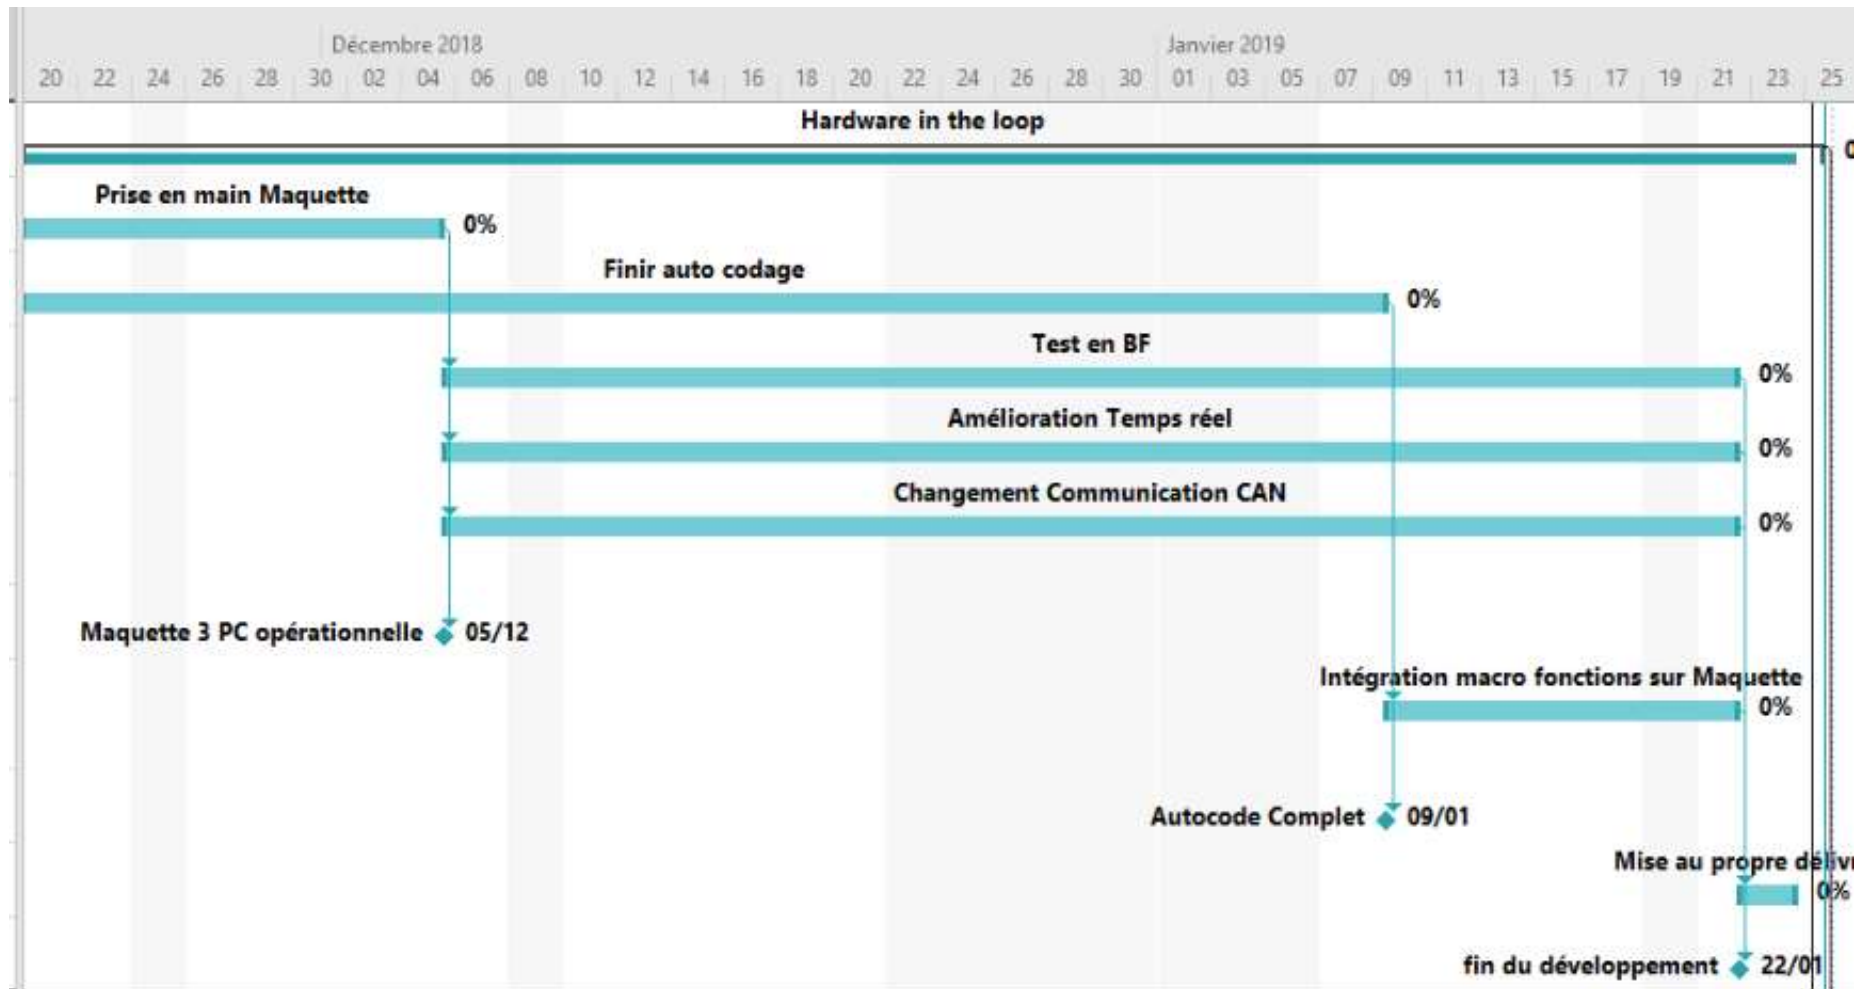 Décembre 2018 Janvier 2019
20 22 24 26 28 30 02 04 06 08 10 12 14 16 18 20 22 24 26 28 30 01 03 05 07 09 11 13 15 17 19 21 23 25
Hardware in the loop
0
Prise en main Maquette
0%
Finir auto codage
0%
Test en BF
0%
Amélioration Temps réel
0%
Changement Communication CAN
0%
Maquette 3 PC opérationnelle 05/12
Intégration macro fonctions sur Maquette
0%
Autocode Complet 09/01
Mise au propre délivr
0%
fin du développement 22/01